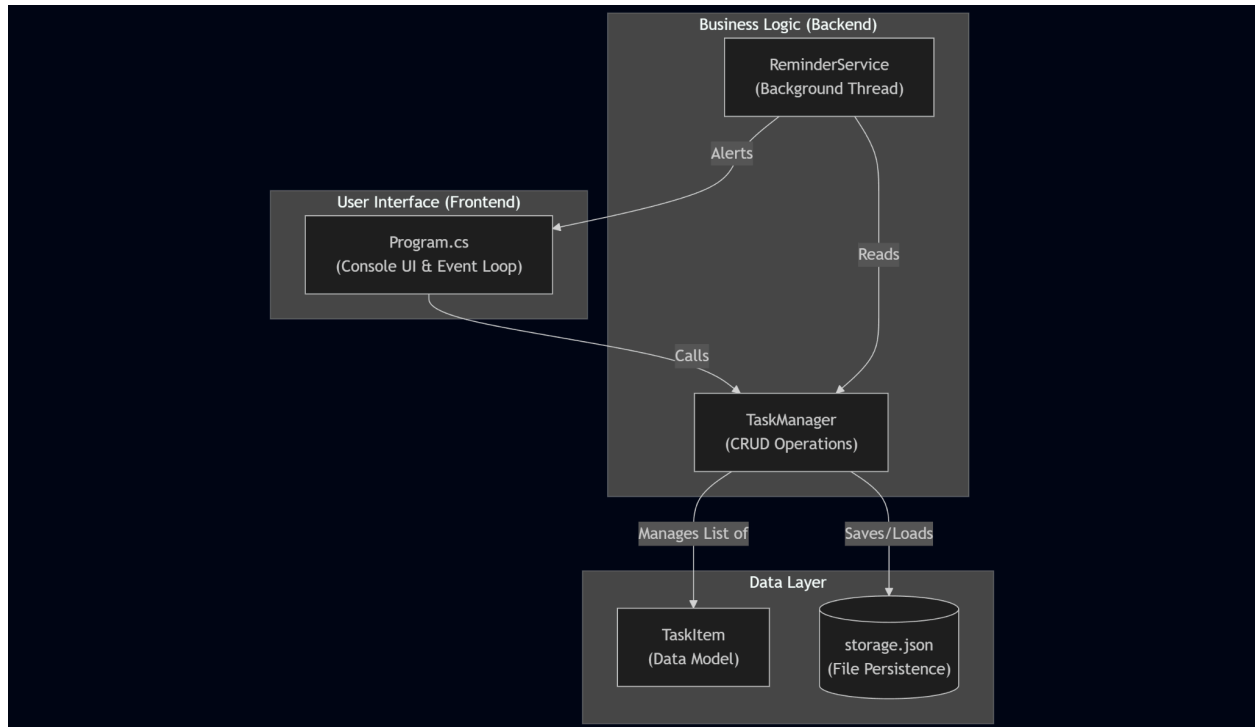 Business Logic (Backend)
ReminderService
(Background Thread)
Alerts
User Interface (Frontend)
Program.cs
(Console UI & Event Loop)
Reads
Calls
TaskManager
(CRUD Operations)
Manages List of
Saves/Loads
Data Layer
TaskItem
(Data Model)
storage.json
(File Persistence)